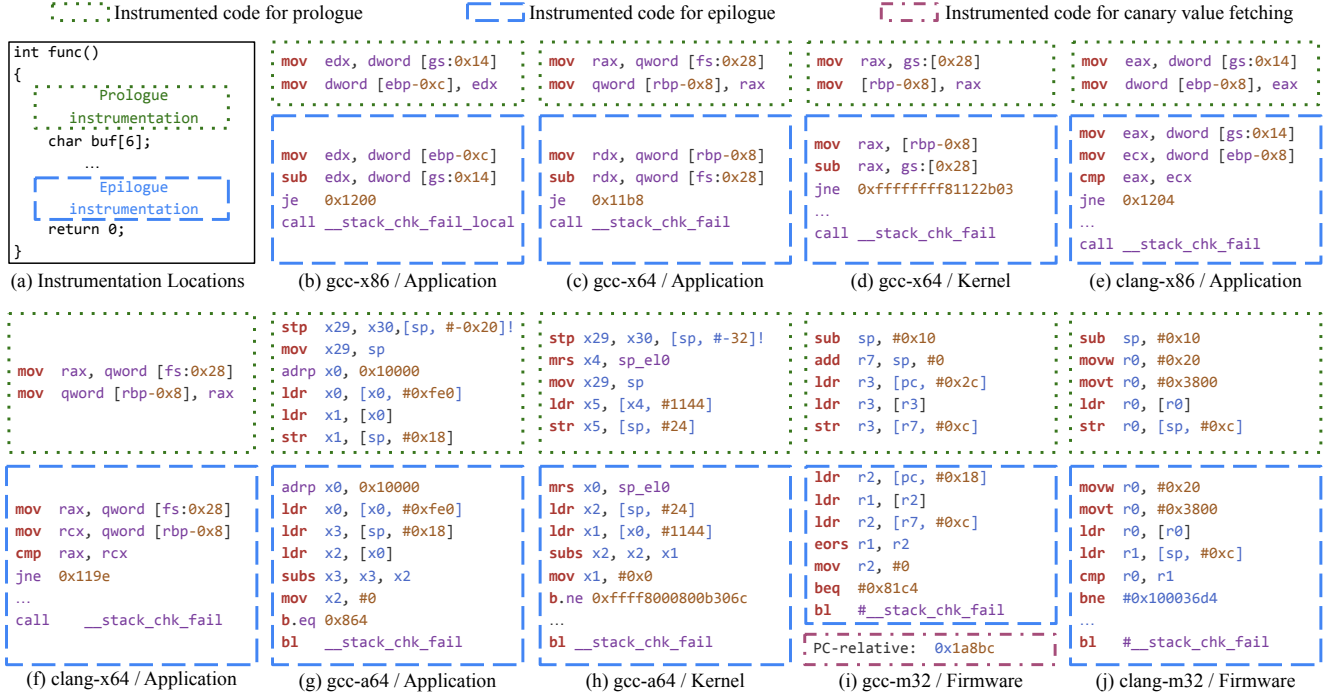 Instrumented code for prologue
Instrumented code for epilogue
Instrumented code for canary value fetching
int func()
{
Prologue
instrumentation
char buf[6];
…
Epilogue
instrumentation
return 0;
}
(a) Instrumentation Locations
mov edx, dword [gs:0x14]
mov dword [ebp-0xc], edx
mov edx, dword [ebp-0xc]
sub edx, dword [gs:0x14]
je 0x1200
call __stack_chk_fail_local
(b) gcc-x86 / Application
mov rax, qword [fs:0x28]
mov qword [rbp-0x8], rax
mov rdx, qword [rbp-0x8]
sub rdx, qword [fs:0x28]
je 0x11b8
call __stack_chk_fail
(c) gcc-x64 / Application
mov rax, gs:[0x28]
mov [rbp-0x8], rax
mov rax, [rbp-0x8]
sub rax, gs:[0x28]
jne 0xffffffff81122b03
…
call __stack_chk_fail
(d) gcc-x64 / Kernel
mov eax, dword [gs:0x14]
mov dword [ebp-0x8], eax
mov eax, dword [gs:0x14]
mov ecx, dword [ebp-0x8]
cmp eax, ecx
jne 0x1204
…
call __stack_chk_fail
(e) clang-x86 / Application
mov rax, qword [fs:0x28]
mov qword [rbp-0x8], rax
mov rax, qword [fs:0x28]
mov rcx, qword [rbp-0x8]
cmp rax, rcx
jne 0x119e
…
call __stack_chk_fail
(f) clang-x64 / Application
stp x29, x30,[sp, #-0x20]!
mov x29, sp
adrp x0, 0x10000
ldr x0, [x0, #0xfe0]
ldr x1, [x0]
str x1, [sp, #0x18]
adrp x0, 0x10000
ldr x0, [x0, #0xfe0]
ldr x3, [sp, #0x18]
ldr x2, [x0]
subs x3, x3, x2
mov x2, #0
b.eq 0x864
bl __stack_chk_fail
(g) gcc-a64 / Application
stp x29, x30, [sp, #-32]!
mrs x4, sp_el0
mov x29, sp
ldr x5, [x4, #1144]
str x5, [sp, #24]
mrs x0, sp_el0
ldr x2, [sp, #24]
ldr x1, [x0, #1144]
subs x2, x2, x1
mov x1, #0x0
b.ne 0xffff8000800b306c
…
bl __stack_chk_fail
(h) gcc-a64 / Kernel
sub sp, #0x10
add r7, sp, #0
ldr r3, [pc, #0x2c]
ldr r3, [r3]
str r3, [r7, #0xc]
ldr r2, [pc, #0x18]
ldr r1, [r2]
ldr r2, [r7, #0xc]
eors r1, r2
mov r2, #0
beq #0x81c4
bl #__stack_chk_fail
PC-relative: 0x1a8bc
(i) gcc-m32 / Firmware
sub sp, #0x10
movw r0, #0x20
movt r0, #0x3800
ldr r0, [r0]
str r0, [sp, #0xc]
movw r0, #0x20
movt r0, #0x3800
ldr r0, [r0]
ldr r1, [sp, #0xc]
cmp r0, r1
bne #0x100036d4
…
bl #__stack_chk_fail
(j) clang-m32 / Firmware